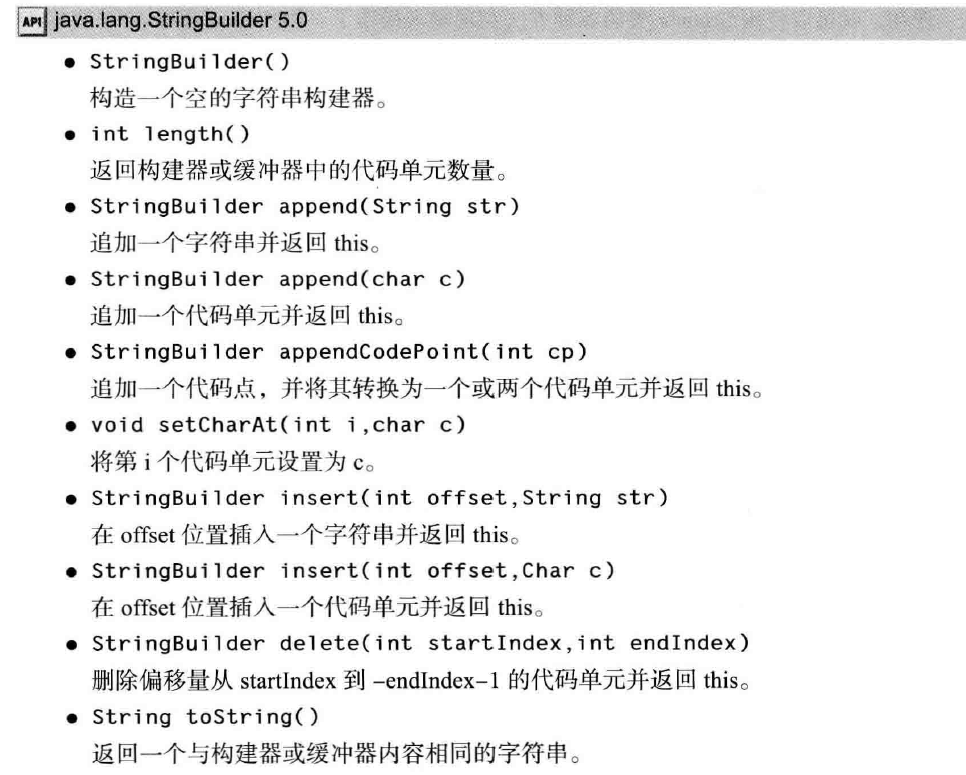 API java.lang.StringBuilder 5.0
● StringBuilder()
构造一个空的字符串构建器。
● int length()
返回构建器或缓冲器中的代码单元数量。
● StringBuilder append(String str)
追加一个字符串并返回 this。
● StringBuilder append(char c)
追加一个代码单元并返回 this。
● StringBuilder appendCodePoint(int cp)
追加一个代码点，并将其转换为一个或两个代码单元并返回 this。
● void setCharAt(int i,char c)
将第 i 个代码单元设置为 c。
● StringBuilder insert(int offset,String str)
在 offset 位置插入一个字符串并返回 this。
● StringBuilder insert(int offset,Char c)
在 offset 位置插入一个代码单元并返回 this。
● StringBuilder delete(int startIndex,int endIndex)
删除偏移量从 startIndex 到 –endIndex–1 的代码单元并返回 this。
● String toString()
返回一个与构建器或缓冲器内容相同的字符串。